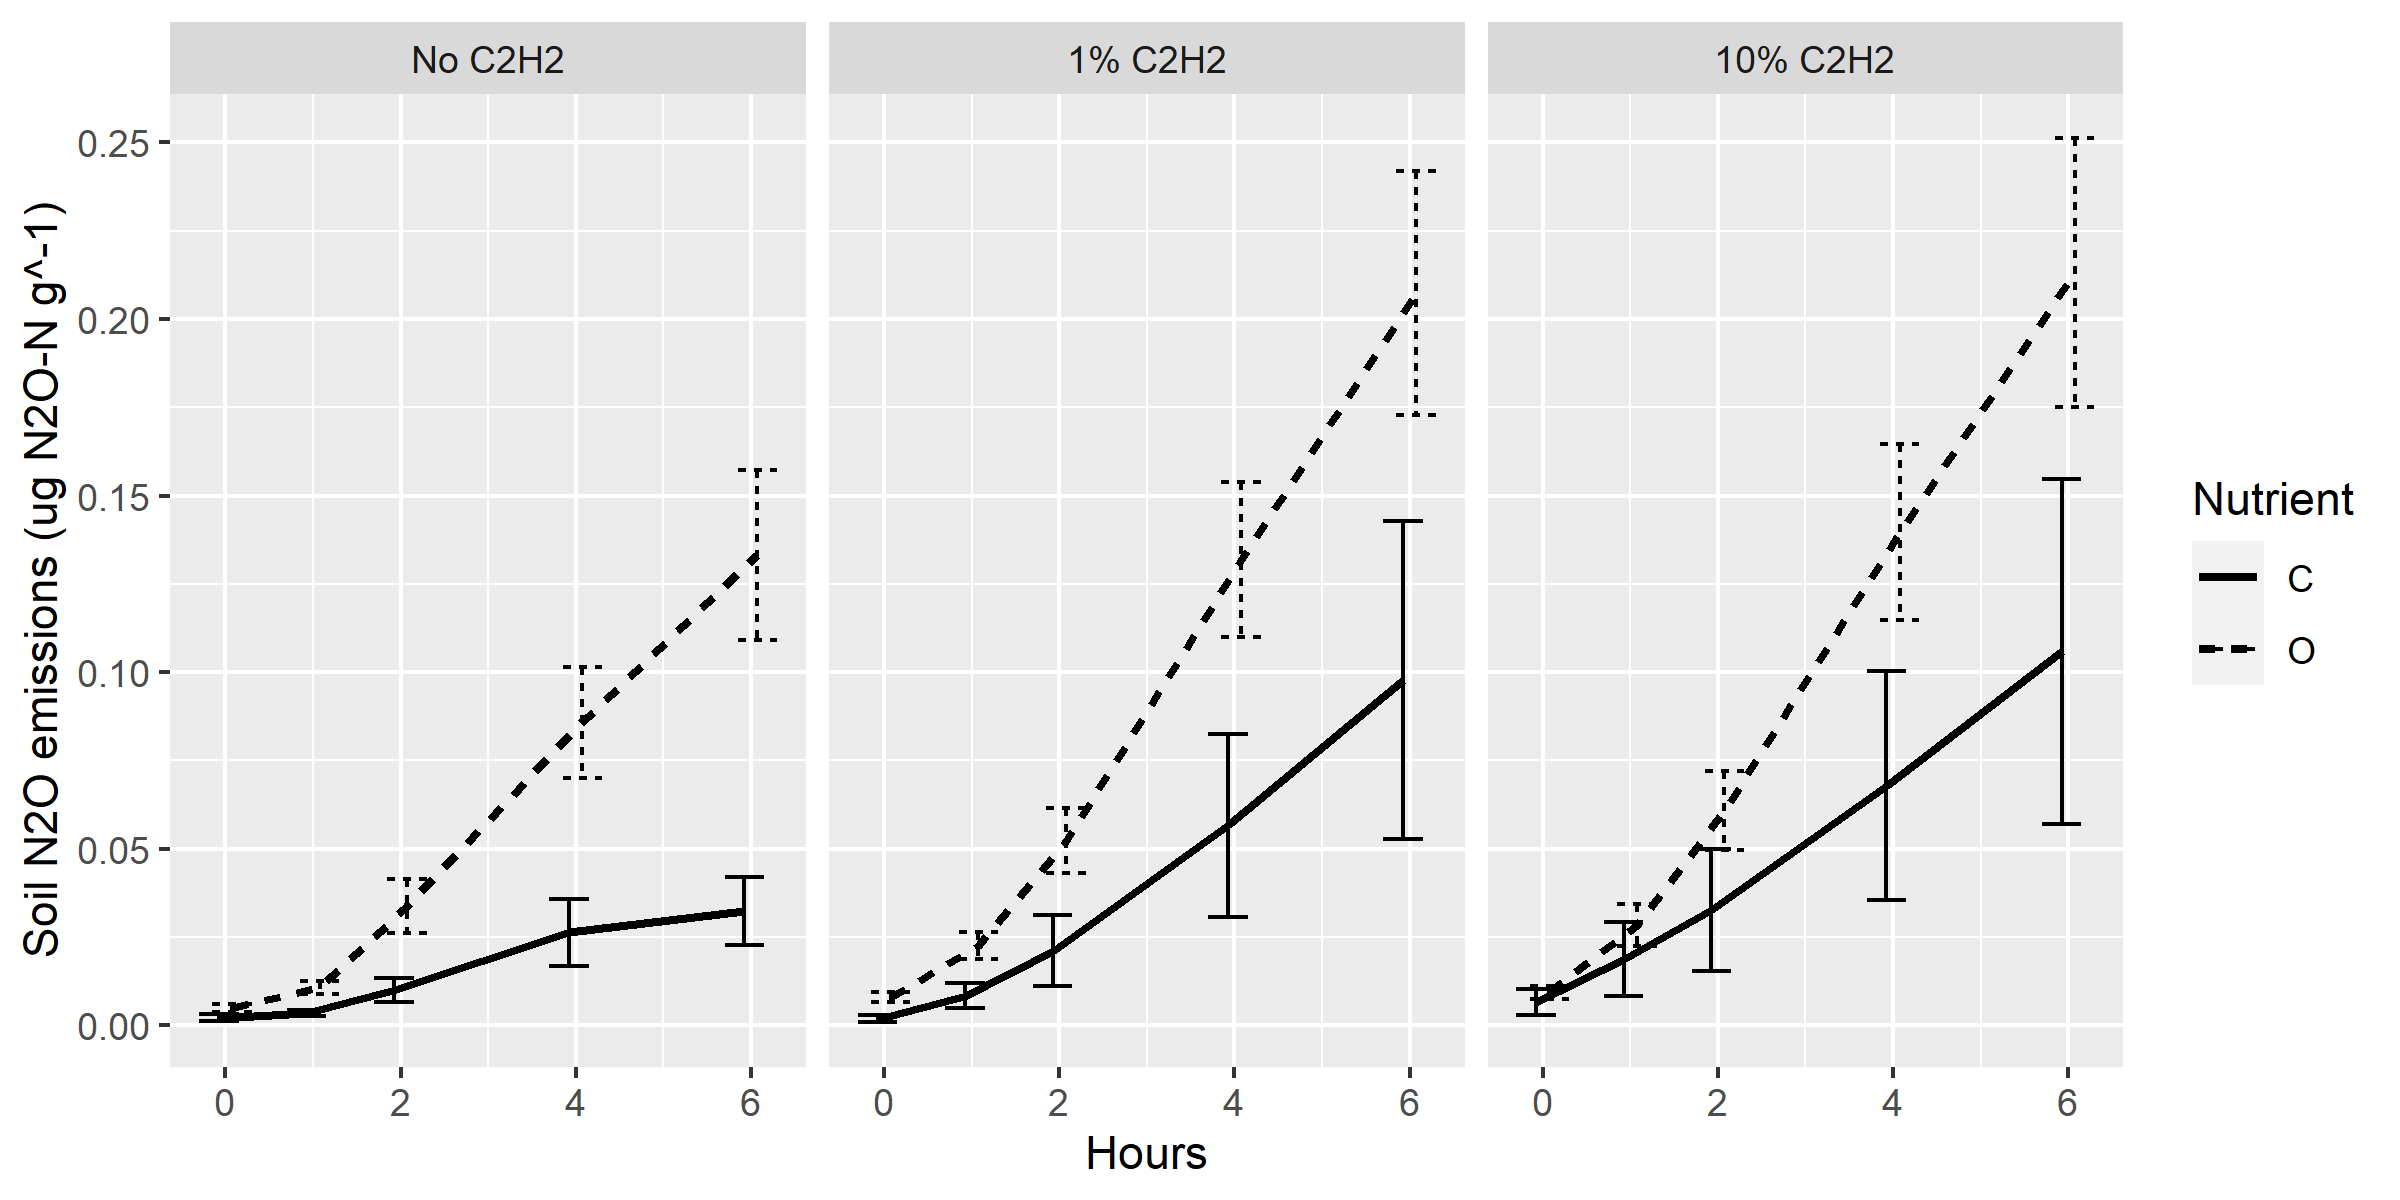 No C2H2
1% C2H2
10% C2H2
Soil N2O emissions (ug N2O-N g^-1)
0.25
0.20
0.15
0.10
0.05
0.00
0 2 4 6
0 2 4 6
0 2 4 6
Hours
Nutrient
C
O